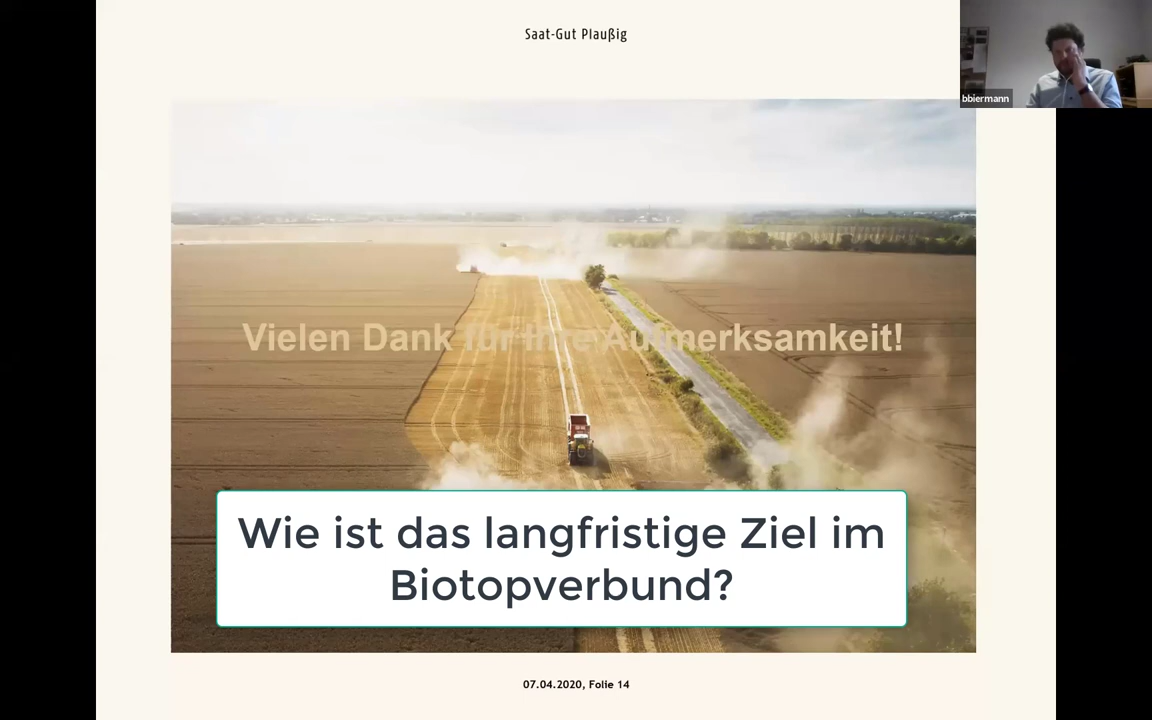 Saat-Gut Plaußig
bbiermann
Vielen Dank für Ihre Aufmerksamkeit!
Wie ist das langfristige Ziel im
Biotopverbund?
07.04.2020, Folie 14